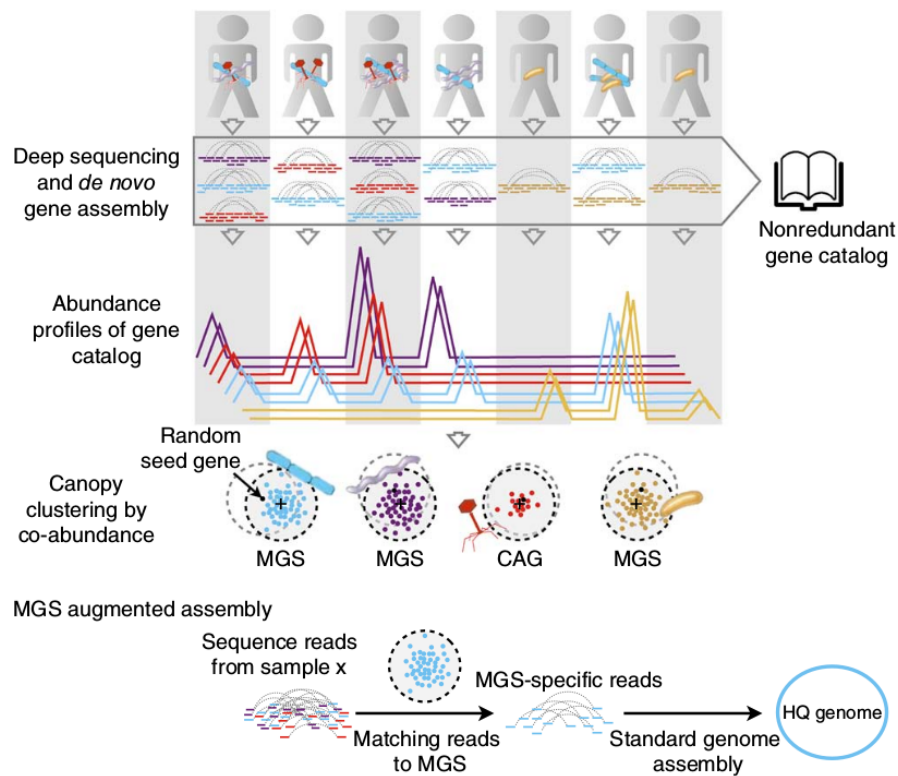 Deep sequencing
and de novo
gene assembly
Nonredundant
gene catalog
Abundance
profiles of gene
catalog
Random
seed gene
Canopy
clustering by
co-abundance
MGS
MGS
CAG
MGS
MGS augmented assembly
Sequence reads
from sample x
MGS-specific reads
HQ genome
Matching reads
to MGS
Standard genome
assembly